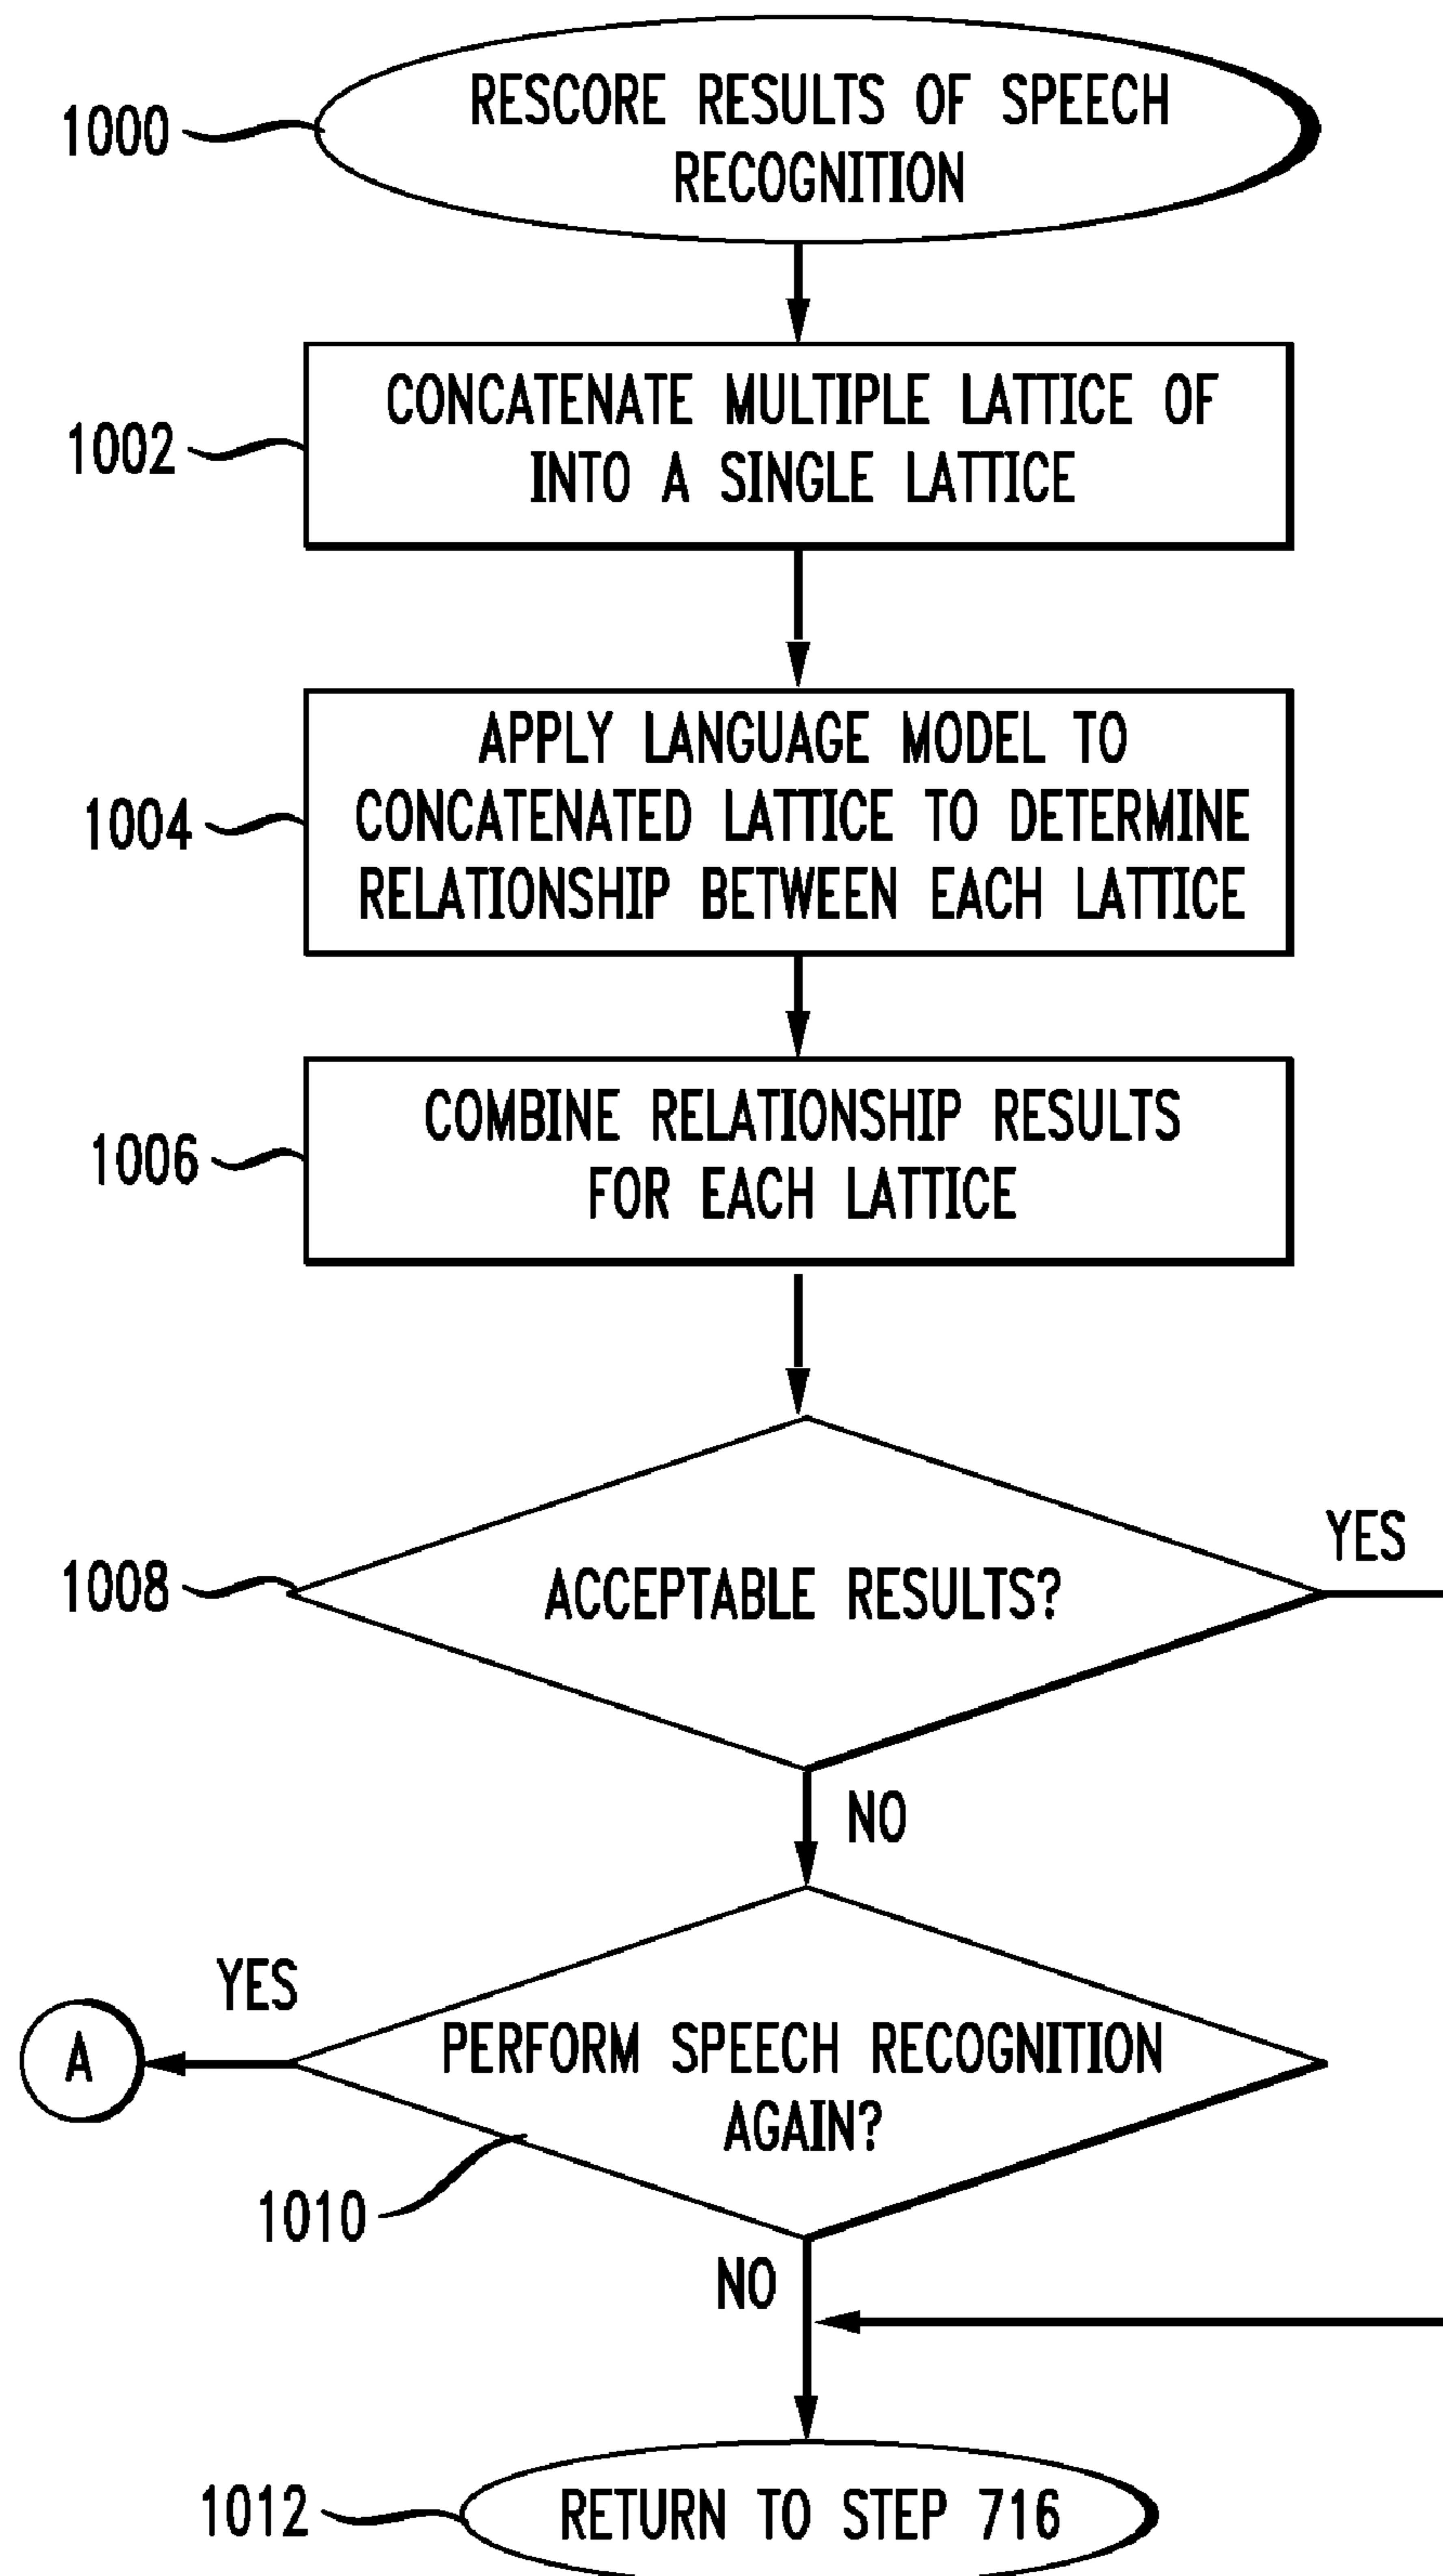 1000
RESCORE RESULTS OF SPEECH
RECOGNITION
1002
CONCATENATE MULTIPLE LATTICE OF
INTO A SINGLE LATTICE
1004
APPLY LANGUAGE MODEL TO
CONCATENATED LATTICE TO DETERMINE
RELATIONSHIP BETWEEN EACH LATTICE
1006
COMBINE RELATIONSHIP RESULTS
FOR EACH LATTICE
1008
ACCEPTABLE RESULTS?
YES
NO
YES
A
PERFORM SPEECH RECOGNITION
AGAIN?
1010
NO
1012
RETURN TO STEP 716